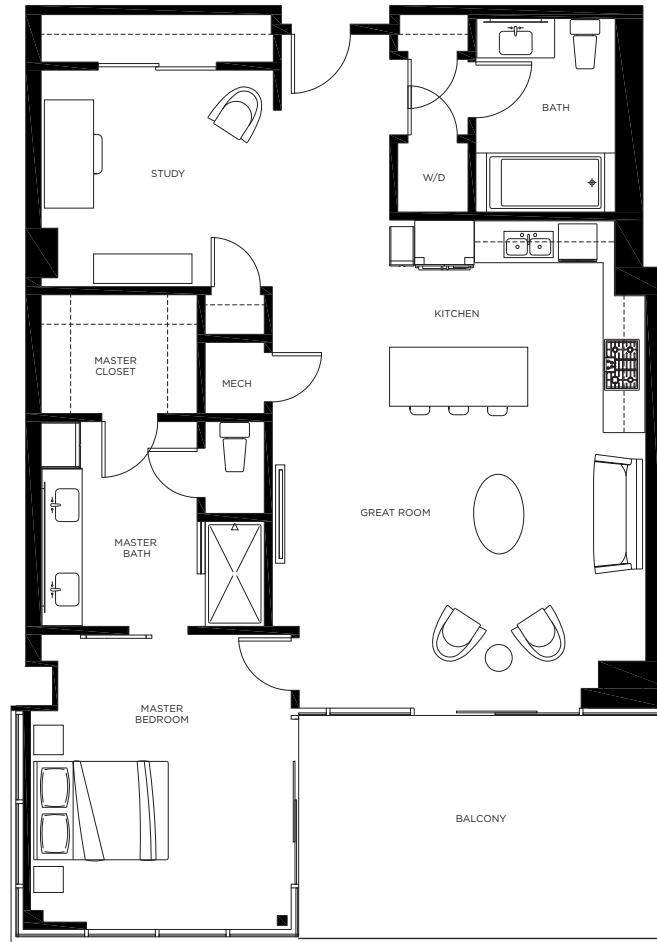 BATH
STUDY
W/D
KITCHEN
MASTER
CLOSET
MECH
GREAT ROOM
MASTER
BATH
MASTER
BEDROOM
BALCONY